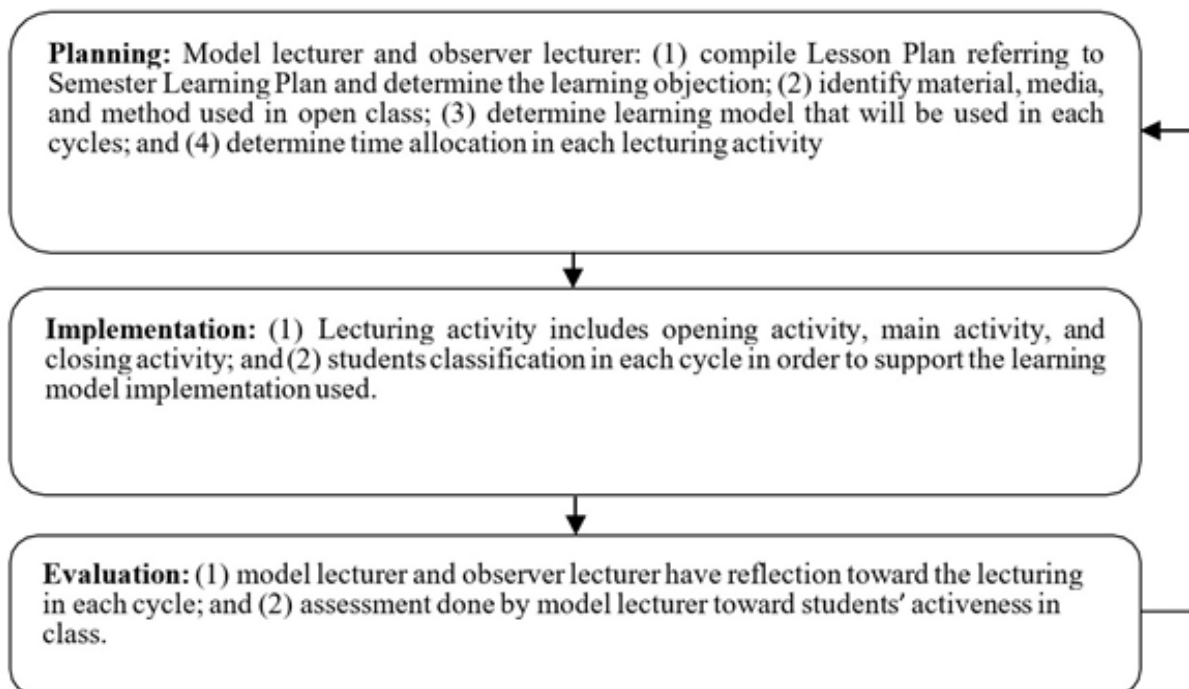 Planning: Model lecturer and observer lecturer: (1) compile Lesson Plan referring to
Semester Learning Plan and determine the learning objection; (2) identify material, media,
and method used in open class; (3) determine learning model that will be used in each
cycles; and (4) determine time allocation in each lecturing activity
Implementation: (1) Lecturing activity includes opening activity, main activity, and
closing activity; and (2) students classification in each cycle in order to support the learning
model implementation used.
Evaluation: (1) model lecturer and observer lecturer have reflection toward the lecturing
in each cycle; and (2) assessment done by model lecturer toward students’ activeness in
class.